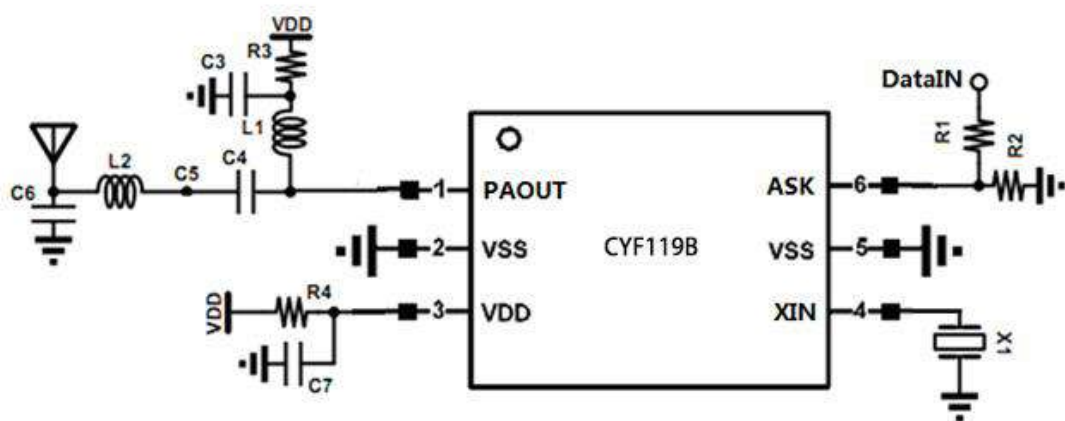 VDD
R3
C3
L1
L2
C5
C4
C6
1 PAOUT
2 VSS
3 VDD
VDD
R4
C7
CYF119B
DataIN
R1
R2
ASK 6
VSS 5
XIN 4
X1